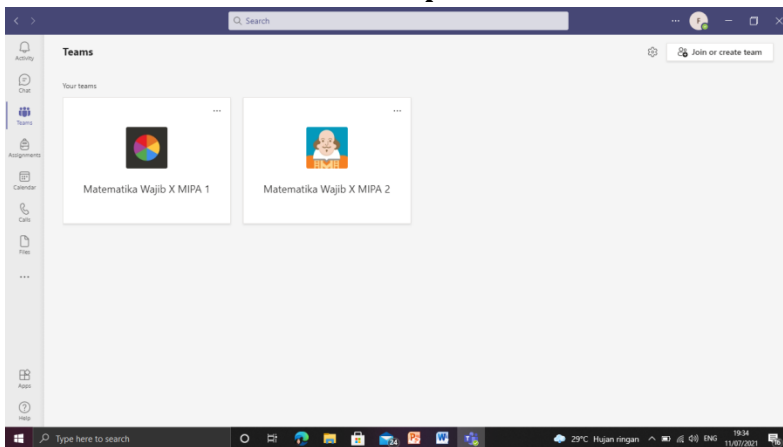 Search
F
Activity
Teams
Join or create team
Chat
Your teams
Teams
Assignments
Matematika Wajib X MIPA 1
Matematika Wajib X MIPA 2
Calendar
Calls
Files
Apps
Help
Type here to search
24
29°C Hujan ringan
ENG
19:34
11/07/2021